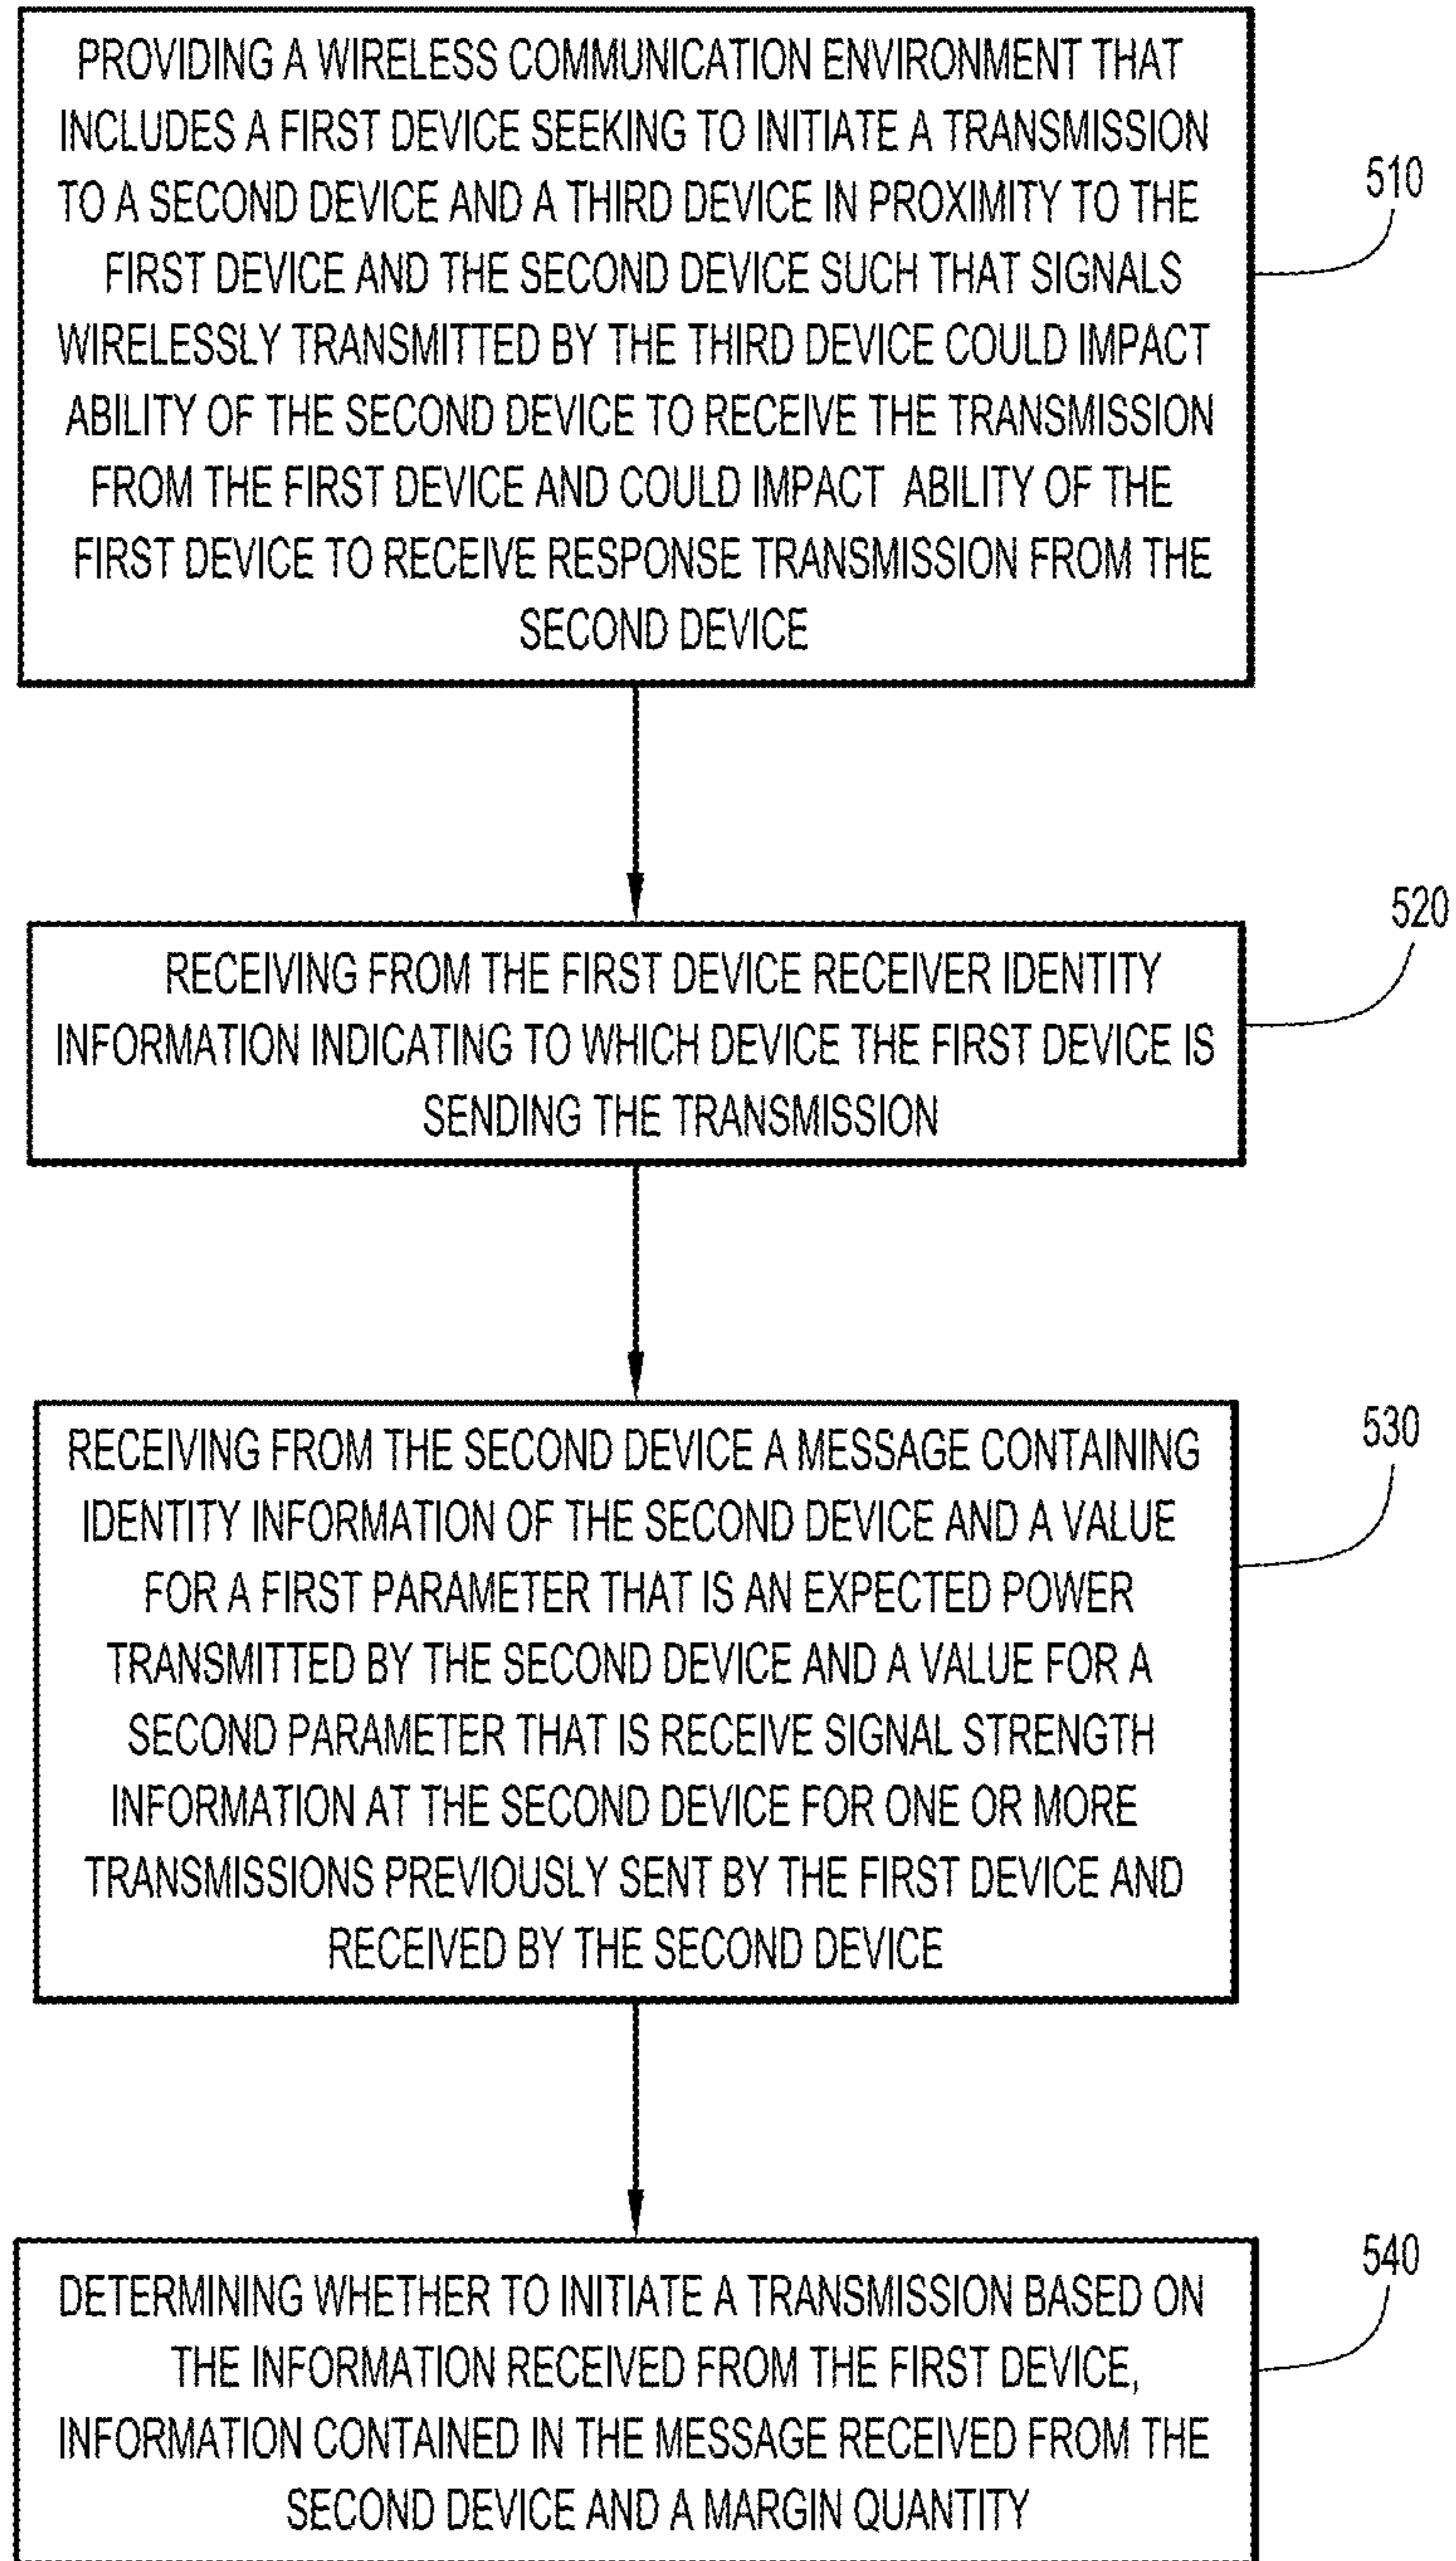 PROVIDING A WIRELESS COMMUNICATION ENVIRONMENT THAT
INCLUDES A FIRST DEVICE SEEKING TO INITIATE A TRANSMISSION
TO A SECOND DEVICE AND A THIRD DEVICE IN PROXIMITY TO THE
FIRST DEVICE AND THE SECOND DEVICE SUCH THAT SIGNALS
WIRELESSLY TRANSMITTED BY THE THIRD DEVICE COULD IMPACT
ABILITY OF THE SECOND DEVICE TO RECEIVE THE TRANSMISSION
FROM THE FIRST DEVICE AND COULD IMPACT ABILITY OF THE
FIRST DEVICE TO RECEIVE RESPONSE TRANSMISSION FROM THE
SECOND DEVICE
510
RECEIVING FROM THE FIRST DEVICE RECEIVER IDENTITY
INFORMATION INDICATING TO WHICH DEVICE THE FIRST DEVICE IS
SENDING THE TRANSMISSION
520
RECEIVING FROM THE SECOND DEVICE A MESSAGE CONTAINING
IDENTITY INFORMATION OF THE SECOND DEVICE AND A VALUE
FOR A FIRST PARAMETER THAT IS AN EXPECTED POWER
TRANSMITTED BY THE SECOND DEVICE AND A VALUE FOR A
SECOND PARAMETER THAT IS RECEIVE SIGNAL STRENGTH
INFORMATION AT THE SECOND DEVICE FOR ONE OR MORE
TRANSMISSIONS PREVIOUSLY SENT BY THE FIRST DEVICE AND
RECEIVED BY THE SECOND DEVICE
530
DETERMINING WHETHER TO INITIATE A TRANSMISSION BASED ON
THE INFORMATION RECEIVED FROM THE FIRST DEVICE,
INFORMATION CONTAINED IN THE MESSAGE RECEIVED FROM THE
SECOND DEVICE AND A MARGIN QUANTITY
540